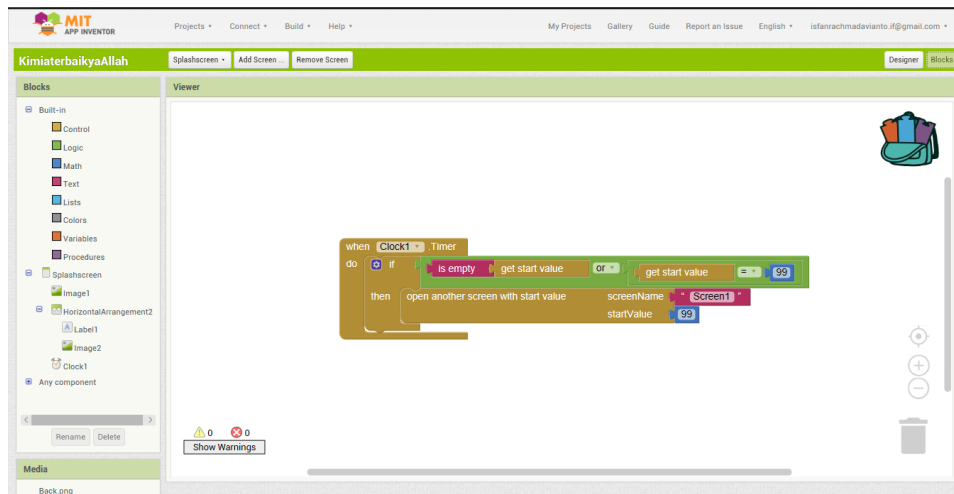 MIT
APP INVENTOR
Projects Connect Build Help My Projects Gallery Guide Report an Issue English isfanrachmadavianto.if@gmail.com
KimiaterbaikyaAllah Splashscreen Add Screen ... Remove Screen Designer Blocks
Blocks
Viewer
Built-in
Control
Logic
Math
Text
Lists
Colors
Variables
Procedures
Splashscreen
Image1
HorizontalArrangement2
Label1
Image2
Clock1
Any component
Rename Delete
Media
Back.png
when Clock1 .Timer
do if is empty get start value or get start value = 99
then open another screen with start value screenName " Screen1 "
startValue 99
0 0
Show Warnings